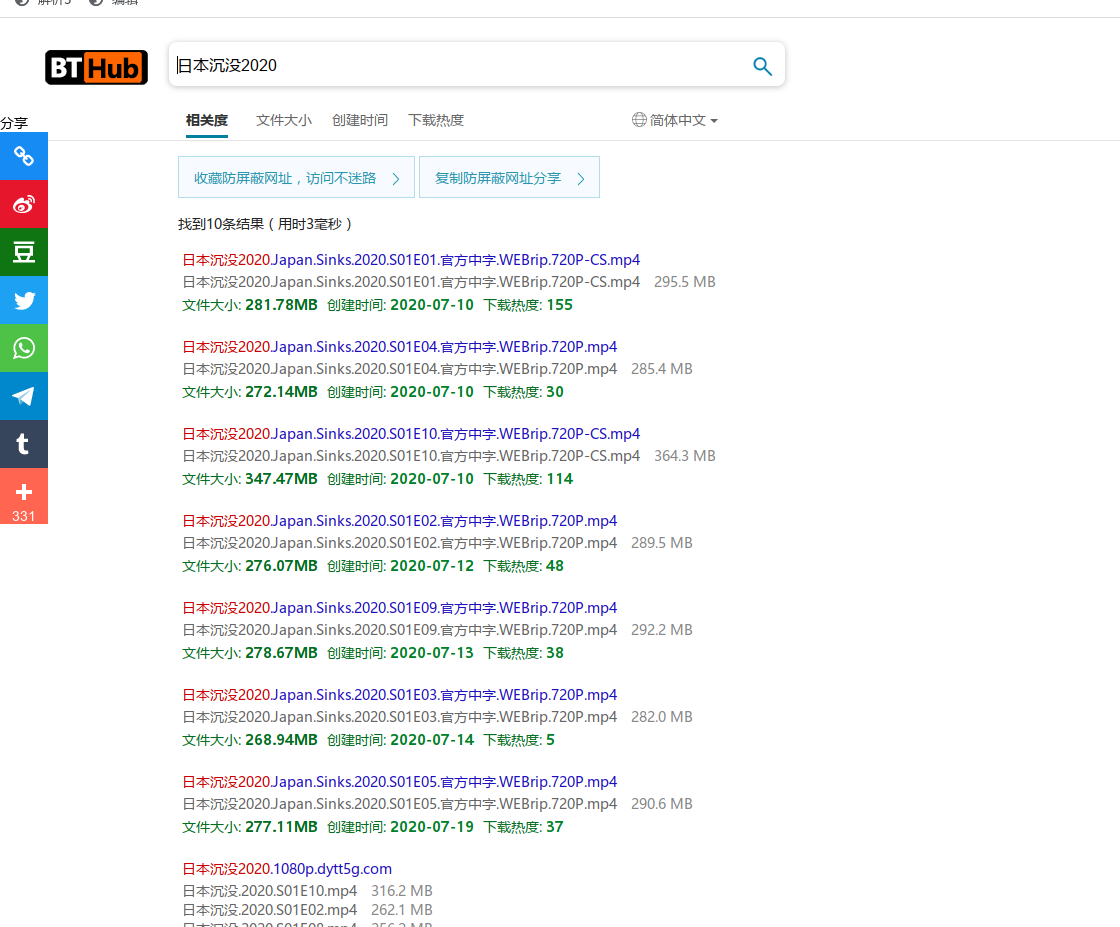 解析3 编辑
BT Hub
日本沉没2020
相关度 文件大小 创建时间 下载热度 简体中文
分享
收藏防屏蔽网址，访问不迷路 复制防屏蔽网址分享
找到10条结果（用时3毫秒）
日本沉没2020.Japan.Sinks.2020.S01E01.官方中字.WEBrip.720P-CS.mp4
日本沉没2020.Japan.Sinks.2020.S01E01.官方中字.WEBrip.720P-CS.mp4 295.5 MB
文件大小: 281.78MB 创建时间: 2020-07-10 下载热度: 155
日本沉没2020.Japan.Sinks.2020.S01E04.官方中字.WEBrip.720P.mp4
日本沉没2020.Japan.Sinks.2020.S01E04.官方中字.WEBrip.720P.mp4 285.4 MB
文件大小: 272.14MB 创建时间: 2020-07-10 下载热度: 30
日本沉没2020.Japan.Sinks.2020.S01E10.官方中字.WEBrip.720P-CS.mp4
日本沉没2020.Japan.Sinks.2020.S01E10.官方中字.WEBrip.720P-CS.mp4 364.3 MB
文件大小: 347.47MB 创建时间: 2020-07-10 下载热度: 114
331
日本沉没2020.Japan.Sinks.2020.S01E02.官方中字.WEBrip.720P.mp4
日本沉没2020.Japan.Sinks.2020.S01E02.官方中字.WEBrip.720P.mp4 289.5 MB
文件大小: 276.07MB 创建时间: 2020-07-12 下载热度: 48
日本沉没2020.Japan.Sinks.2020.S01E09.官方中字.WEBrip.720P.mp4
日本沉没2020.Japan.Sinks.2020.S01E09.官方中字.WEBrip.720P.mp4 292.2 MB
文件大小: 278.67MB 创建时间: 2020-07-13 下载热度: 38
日本沉没2020.Japan.Sinks.2020.S01E03.官方中字.WEBrip.720P.mp4
日本沉没2020.Japan.Sinks.2020.S01E03.官方中字.WEBrip.720P.mp4 282.0 MB
文件大小: 268.94MB 创建时间: 2020-07-14 下载热度: 5
日本沉没2020.Japan.Sinks.2020.S01E05.官方中字.WEBrip.720P.mp4
日本沉没2020.Japan.Sinks.2020.S01E05.官方中字.WEBrip.720P.mp4 290.6 MB
文件大小: 277.11MB 创建时间: 2020-07-19 下载热度: 37
日本沉没2020.1080p.dytt5g.com
日本沉没.2020.S01E10.mp4 316.2 MB
日本沉没.2020.S01E02.mp4 262.1 MB
日本沉没.2020.S01E08.mp4 256.2 MB